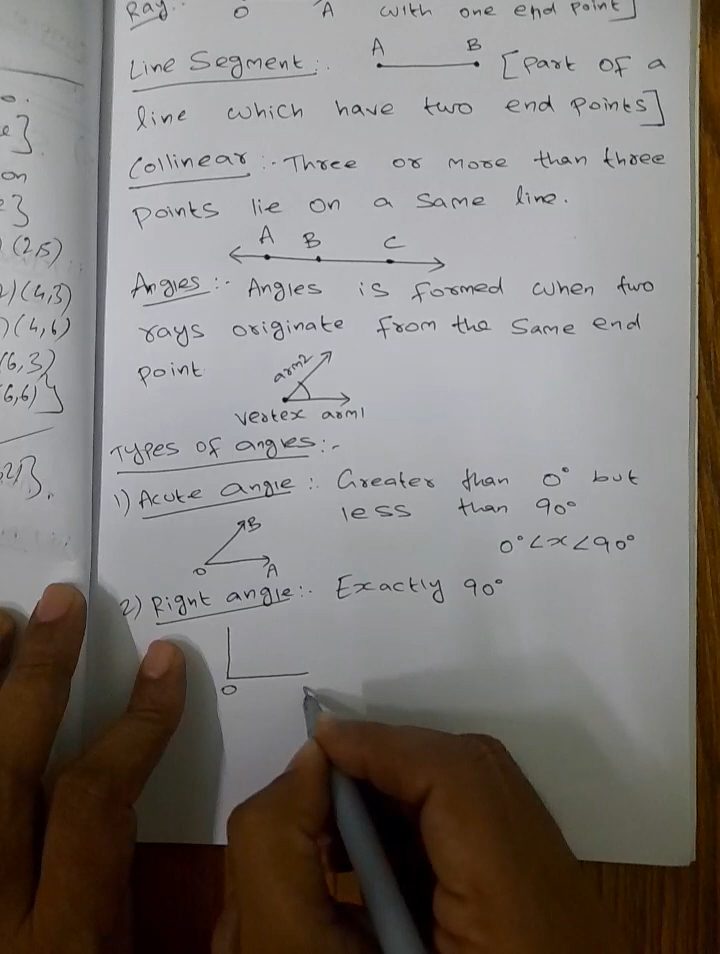 Ray :. O A with one end point]
Line Segment :. A B [part of a
line which have two end points]
Collinear :- Three or more than three
points lie on a same line.
A B C
Angles :- Angles is formed when two
rays originate from the same end
point. arm2
vertex arm1
Types of angles :-
1) Acute angle :. Greater than 0° but
less than 90°
B
O A
0°<x<90°
2) Right angle :. Exactly 90°
O
on
(2,5)
2) (4,3)
) (4,6)
(6,3)
(6,6)}